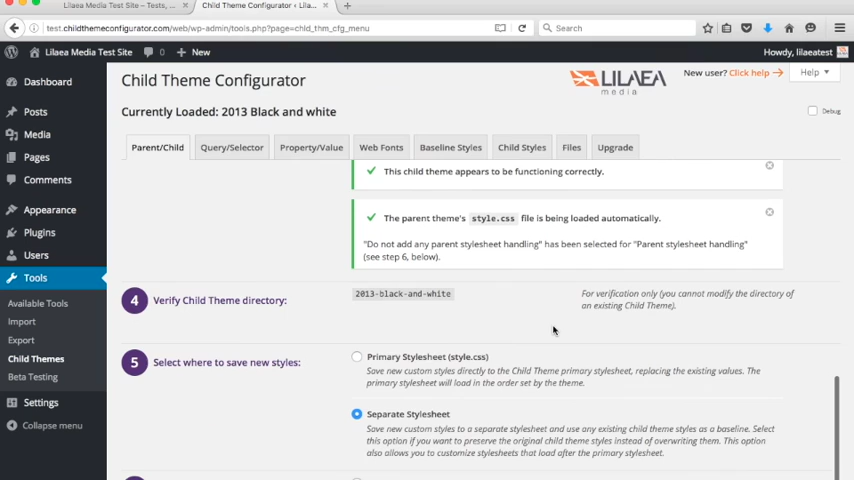 Lilaea Media Test Site – Tests, ...
Child Theme Configurator ‹ Lila...
test.childthemeconfigurator.com/web/wp-admin/tools.php?page=chld_thm_cfg_menu
Search
Lilaea Media Test Site
0
New
Howdy, lilaeatest
Dashboard
Posts
Media
Pages
Comments
Appearance
Plugins
Users
Tools
Available Tools
Import
Export
Child Themes
Beta Testing
Settings
Collapse menu
Child Theme Configurator
LILAEA
media
New user? Click help
Help
Currently Loaded: 2013 Black and white
Debug
Parent/Child
Query/Selector
Property/Value
Web Fonts
Baseline Styles
Child Styles
Files
Upgrade
This child theme appears to be functioning correctly.
The parent theme's style.css file is being loaded automatically.
"Do not add any parent stylesheet handling" has been selected for "Parent stylesheet handling"
(see step 6, below).
4
Verify Child Theme directory:
2013-black-and-white
For verification only (you cannot modify the directory of
an existing Child Theme).
5
Select where to save new styles:
Primary Stylesheet (style.css)
Save new custom styles directly to the Child Theme primary stylesheet, replacing the existing values. The
primary stylesheet will load in the order set by the theme.
Separate Stylesheet
Save new custom styles to a separate stylesheet and use any existing child theme styles as a baseline. Select
this option if you want to preserve the original child theme styles instead of overwriting them. This option
also allows you to customize stylesheets that load after the primary stylesheet.